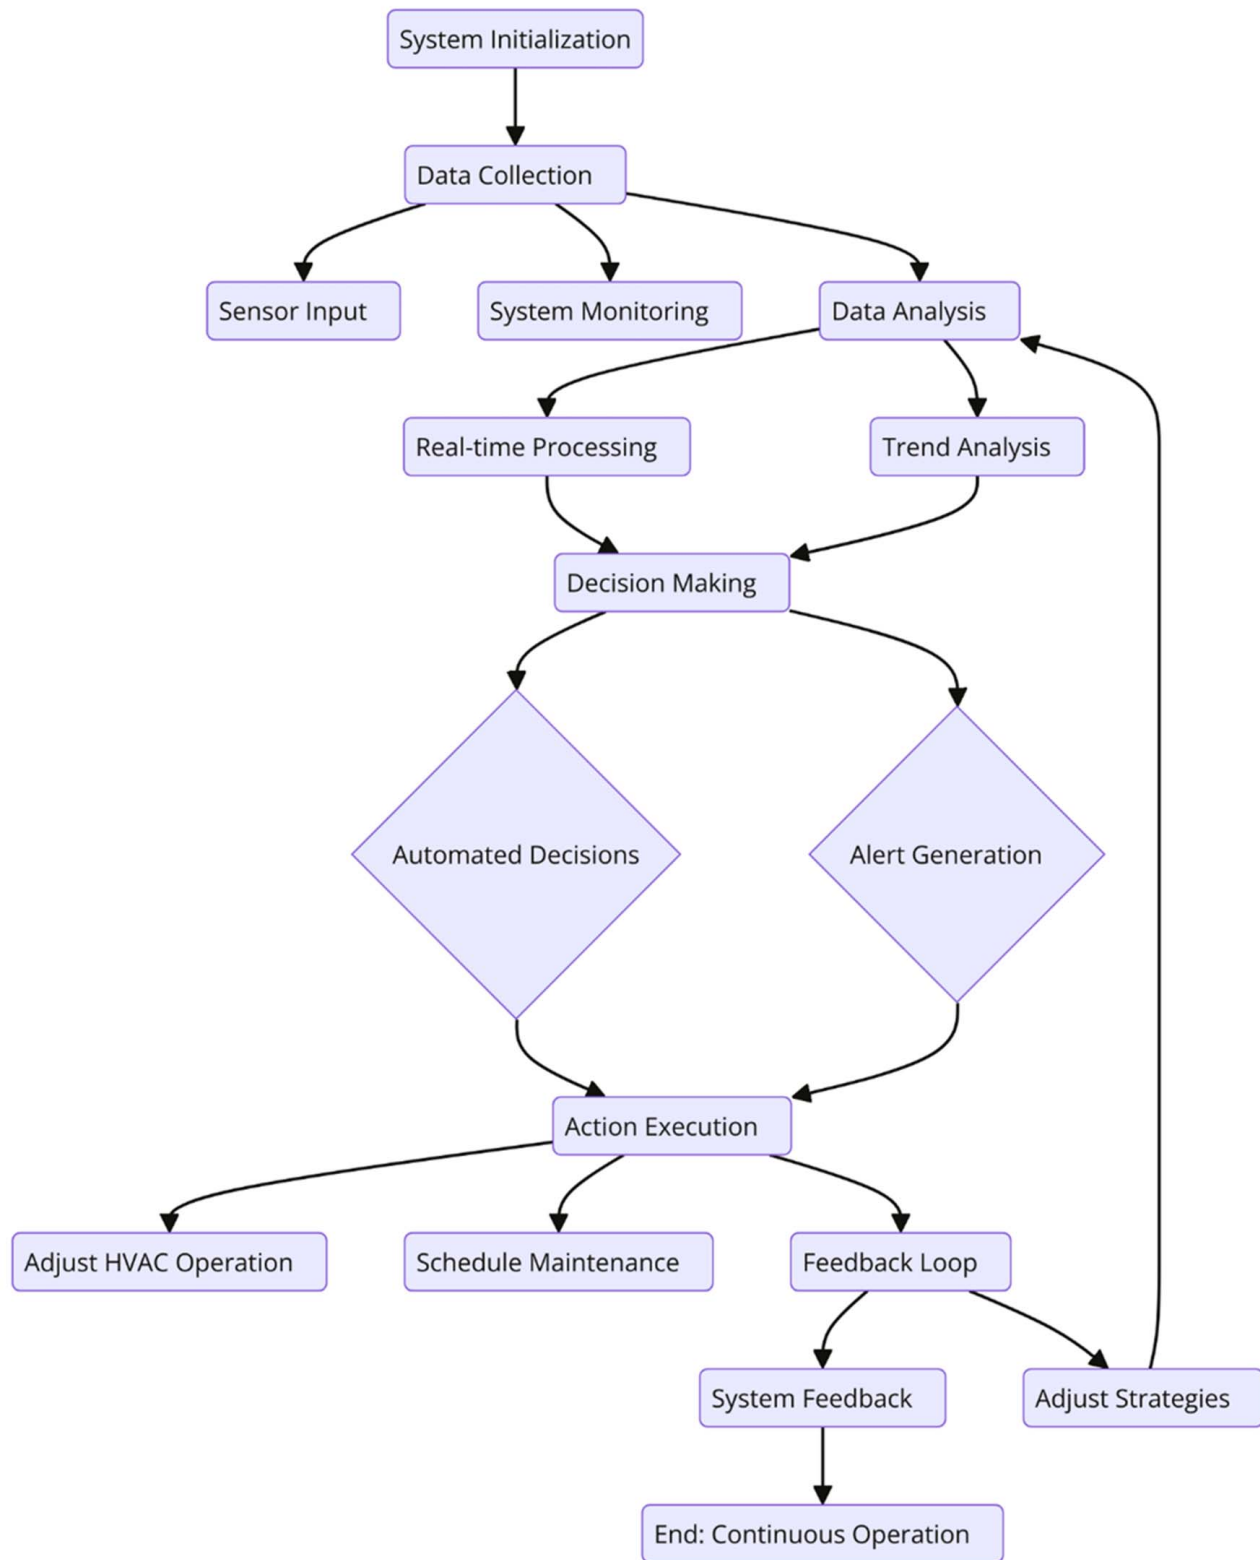 System Initialization
Data Collection
Sensor Input
System Monitoring
Data Analysis
Real-time Processing
Trend Analysis
Decision Making
Automated Decisions
Alert Generation
Action Execution
Adjust HVAC Operation
Schedule Maintenance
Feedback Loop
System Feedback
Adjust Strategies
End: Continuous Operation